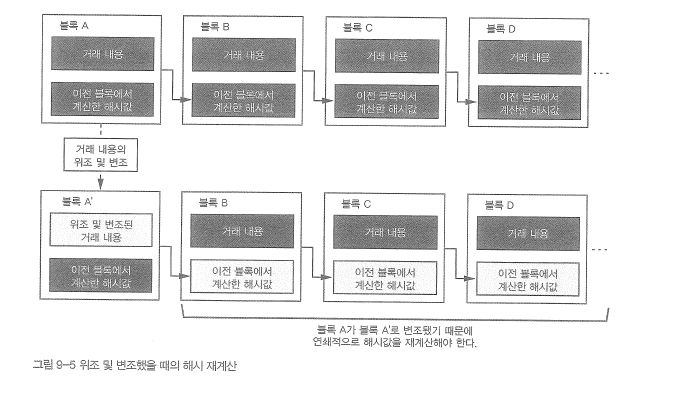 블록 A
거래 내용
이전 블록에서
계산한 해시값
블록 B
거래 내용
이전 블록에서
계산한 해시값
블록 C
거래 내용
이전 블록에서
계산한 해시값
블록 D
거래 내용
이전 블록에서
계산한 해시값
거래 내용의
위조 및 변조
블록 A'
위조 및 변조된
거래 내용
이전 블록에서
계산한 해시값
블록 B
거래 내용
이전 블록에서
계산한 해시값
블록 C
거래 내용
이전 블록에서
계산한 해시값
블록 D
거래 내용
이전 블록에서
계산한 해시값
블록 A가 블록 A'로 변조됐기 때문에
연쇄적으로 해시값을 재계산해야 한다.
그림 9-5 위조 및 변조했을 때의 해시 재계산